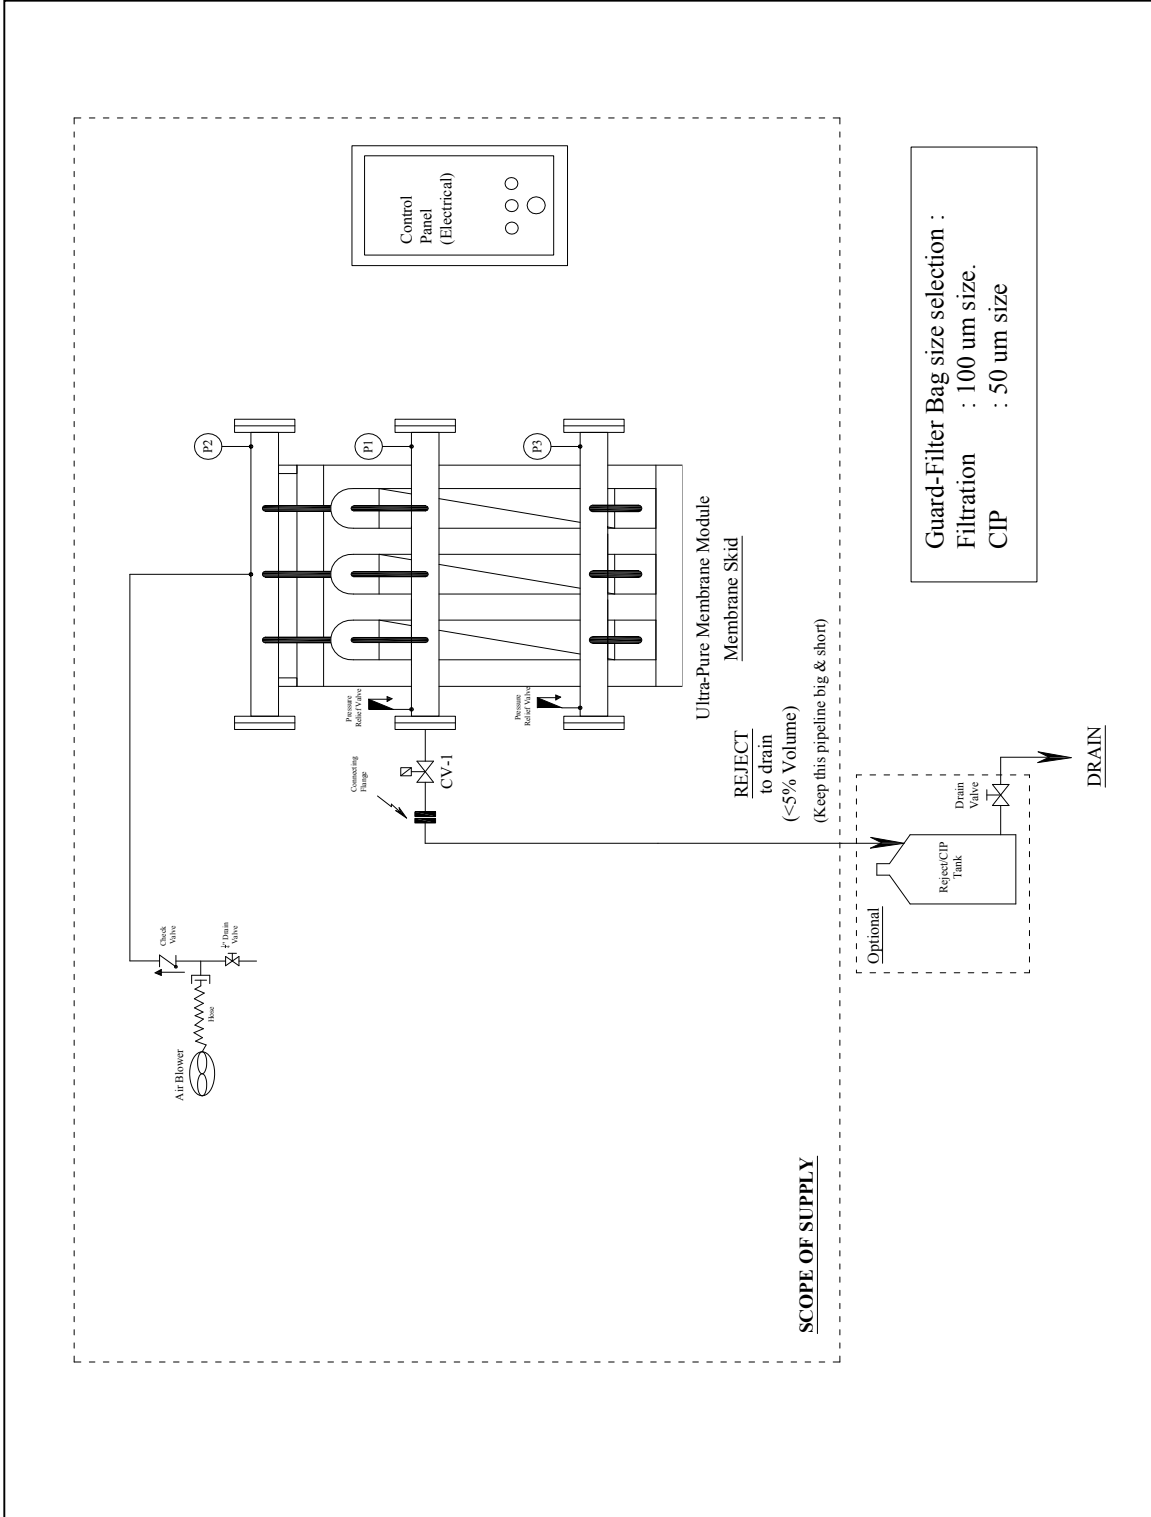 Control
Panel
(Electrical)
P2
P1
P3
Pressure
Relief Valve
Pressure
Relief Valve
Ultra-Pure Membrane Module
Membrane Skid
Connecting
Flange
CV-1
REJECT
to drain
(<5% Volume)
(Keep this pipeline big & short)
Check
Valve
Drain
Valve
Hose
Air Blower
Optional
Reject/CIP
Tank
Drain
Valve
DRAIN
SCOPE OF SUPPLY
Guard-Filter Bag size selection :
Filtration : 100 um size.
CIP : 50 um size